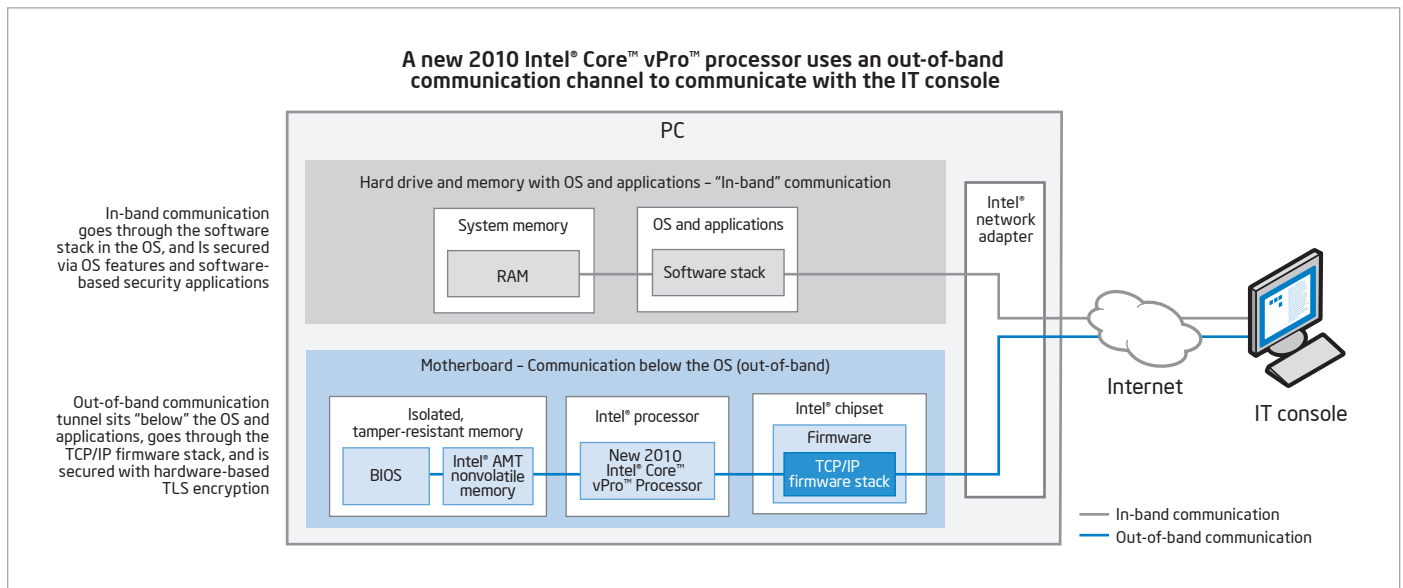 A new 2010 Intel® Core™ vPro™ processor uses an out-of-band
communication channel to communicate with the IT console
PC
Hard drive and memory with OS and applications – “In-band” communication
In-band communication
goes through the software
stack in the OS, and Is secured
via OS features and software-
based security applications
System memory
RAM
OS and applications
Software stack
Intel®
network
adapter
Internet
IT console
Motherboard – Communication below the OS (out-of-band)
Out-of-band communication
tunnel sits “below” the OS and
applications, goes through the
TCP/IP firmware stack, and is
secured with hardware-based
TLS encryption
Isolated,
tamper-resistant memory
BIOS
Intel® AMT
nonvolatile
memory
Intel® processor
New 2010
Intel® Core™
vPro™ Processor
Intel® chipset
Firmware
TCP/IP
firmware stack
In-band communication
Out-of-band communication